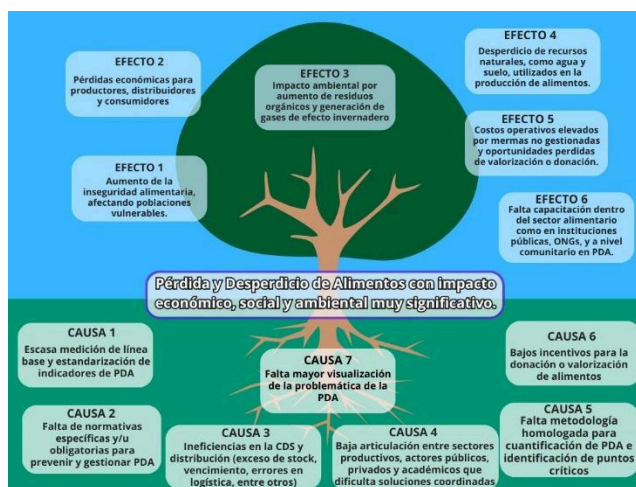 EFECTO 2
Pérdidas económicas para
productores, distribuidores
y consumidores
EFECTO 3
Impacto ambiental por
aumento de residuos
orgánicos y generación de
gases de efecto invernadero
EFECTO 4
Desperdicio de recursos
naturales, como agua y
suelo, utilizados en la
producción de alimentos.
EFECTO 5
Costos operativos elevados
por mermas no gestionadas
y oportunidades perdidas
de valorización o donación.
EFECTO 1
Aumento de la
inseguridad alimentaria,
afectando poblaciones
vulnerables.
EFECTO 6
Falta capacitación dentro
del sector alimentario
como en instituciones
públicas, ONGs, y a nivel
comunitario en PDA.
Pérdida y Desperdicio de Alimentos con impacto
económico, social y ambiental muy significativo.
CAUSA 1
Escasa medición de línea
base y estandarización de
indicadores de PDA
CAUSA 7
Falta mayor visualización
de la problemática de la
PDA
CAUSA 6
Bajos incentivos para la
donación o valorización
de alimentos
CAUSA 2
Falta de normativas
específicas y/u
obligatorias para
prevenir y gestionar PDA
CAUSA 3
Ineficiencias en la CDS y
distribución (exceso de stock,
vencimiento, errores en
logística, entre otros)
CAUSA 4
Baja articulación entre sectores
productivos, actores públicos,
privados y académicos que
dificulta soluciones coordinadas
CAUSA 5
Falta metodología
homologada para
cuantificación de PDA e
identificación de puntos
críticos